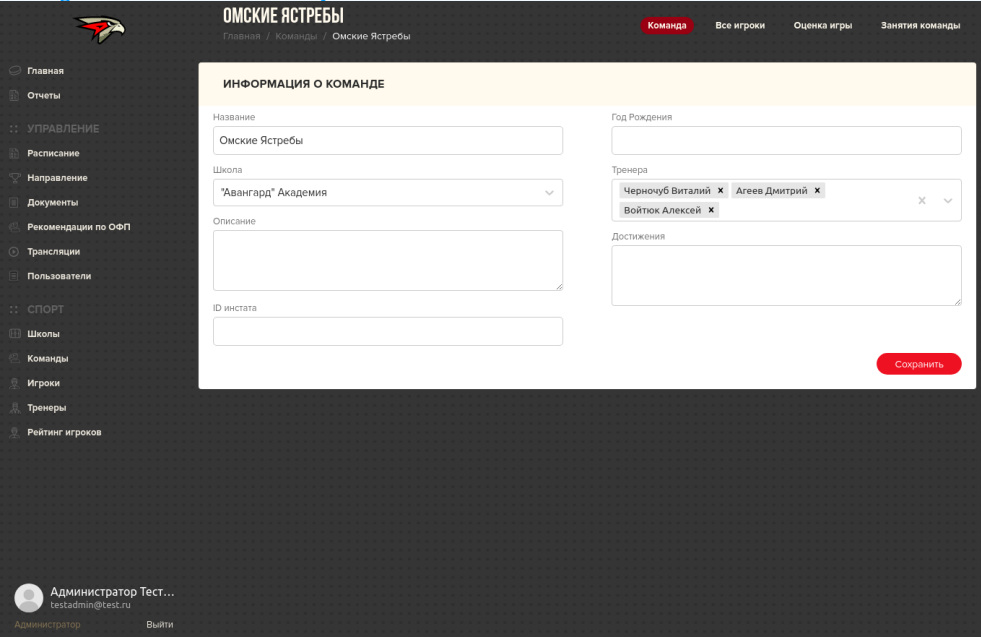 ОМСКИЕ ЯСТРЕБЫ
Главная / Команды / Омские Ястребы
Команда
Все игроки
Оценка игры
Занятия команды
Главная
Отчеты
УПРАВЛЕНИЕ
Расписание
Направление
Документы
Рекомендации по ОФП
Трансляции
Пользователи
СПОРТ
Школы
Команды
Игроки
Тренеры
Рейтинг игроков
Администратор Тест...
testadmin@test.ru
Администратор
Выйти
ИНФОРМАЦИЯ О КОМАНДЕ
Название
Омские Ястребы
Школа
"Авангард" Академия
Описание
ID инстата
Год Рождения
Тренера
Черночуб Виталий × Агеев Дмитрий ×
Войтюк Алексей ×
Достижения
Сохранить